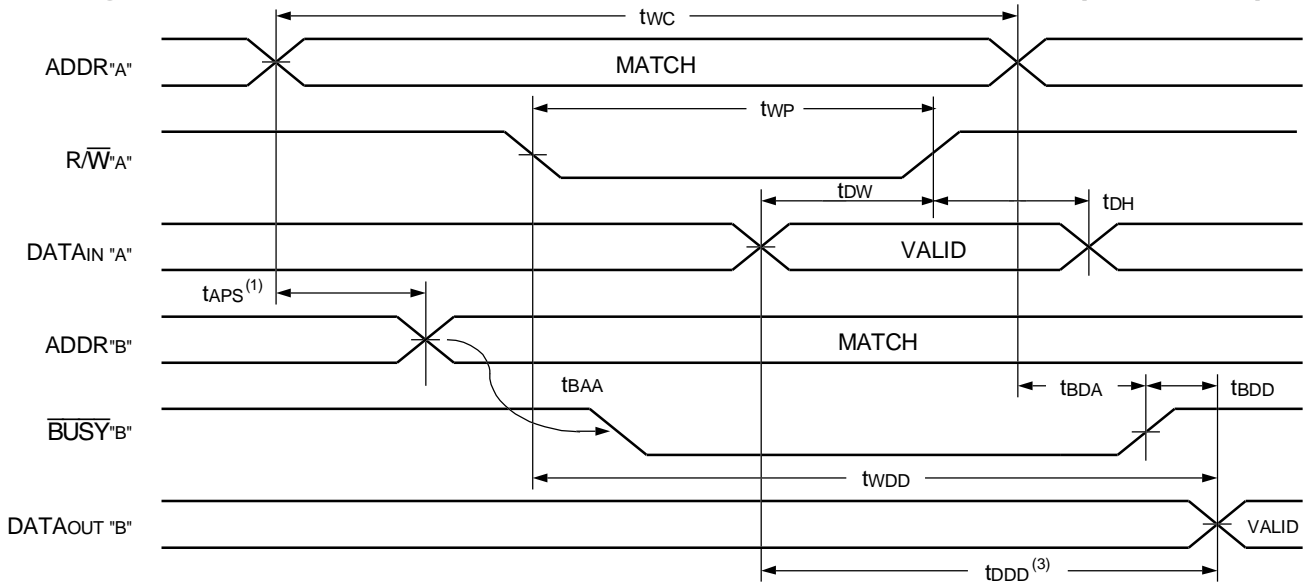 tWC
ADDR"A"
MATCH
tWP
R/W̅"A"
tDW
tDH
DATAIN "A"
VALID
tAPS(1)
ADDR"B"
MATCH
tBAA
tBDA
tBDD
B̅U̅S̅Y̅"B"
tWDD
DATAOUT "B"
VALID
tDDD(3)